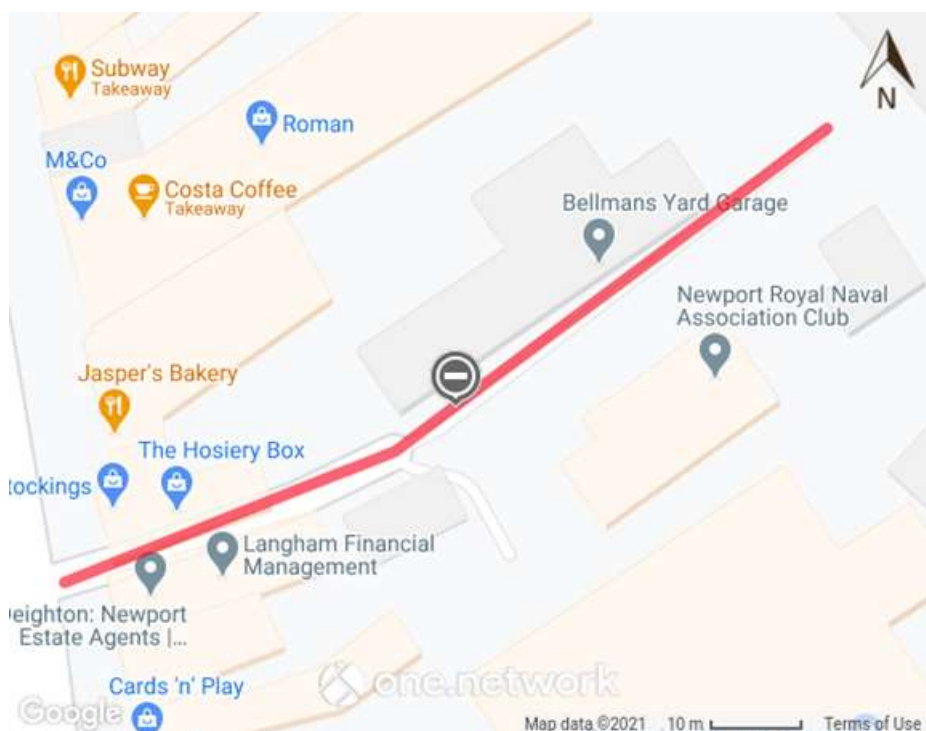 Subway
Takeaway
Roman
N
M&Co
Costa Coffee
Takeaway
Bellmans Yard Garage
Newport Royal Naval
Association Club
Jasper's Bakery
The Hosiery Box
tockings
Langham Financial
Management
eighton: Newport
Estate Agents |...
Cards 'n' Play
one.network
Google
Map data ©2021
10 m
Terms of Use